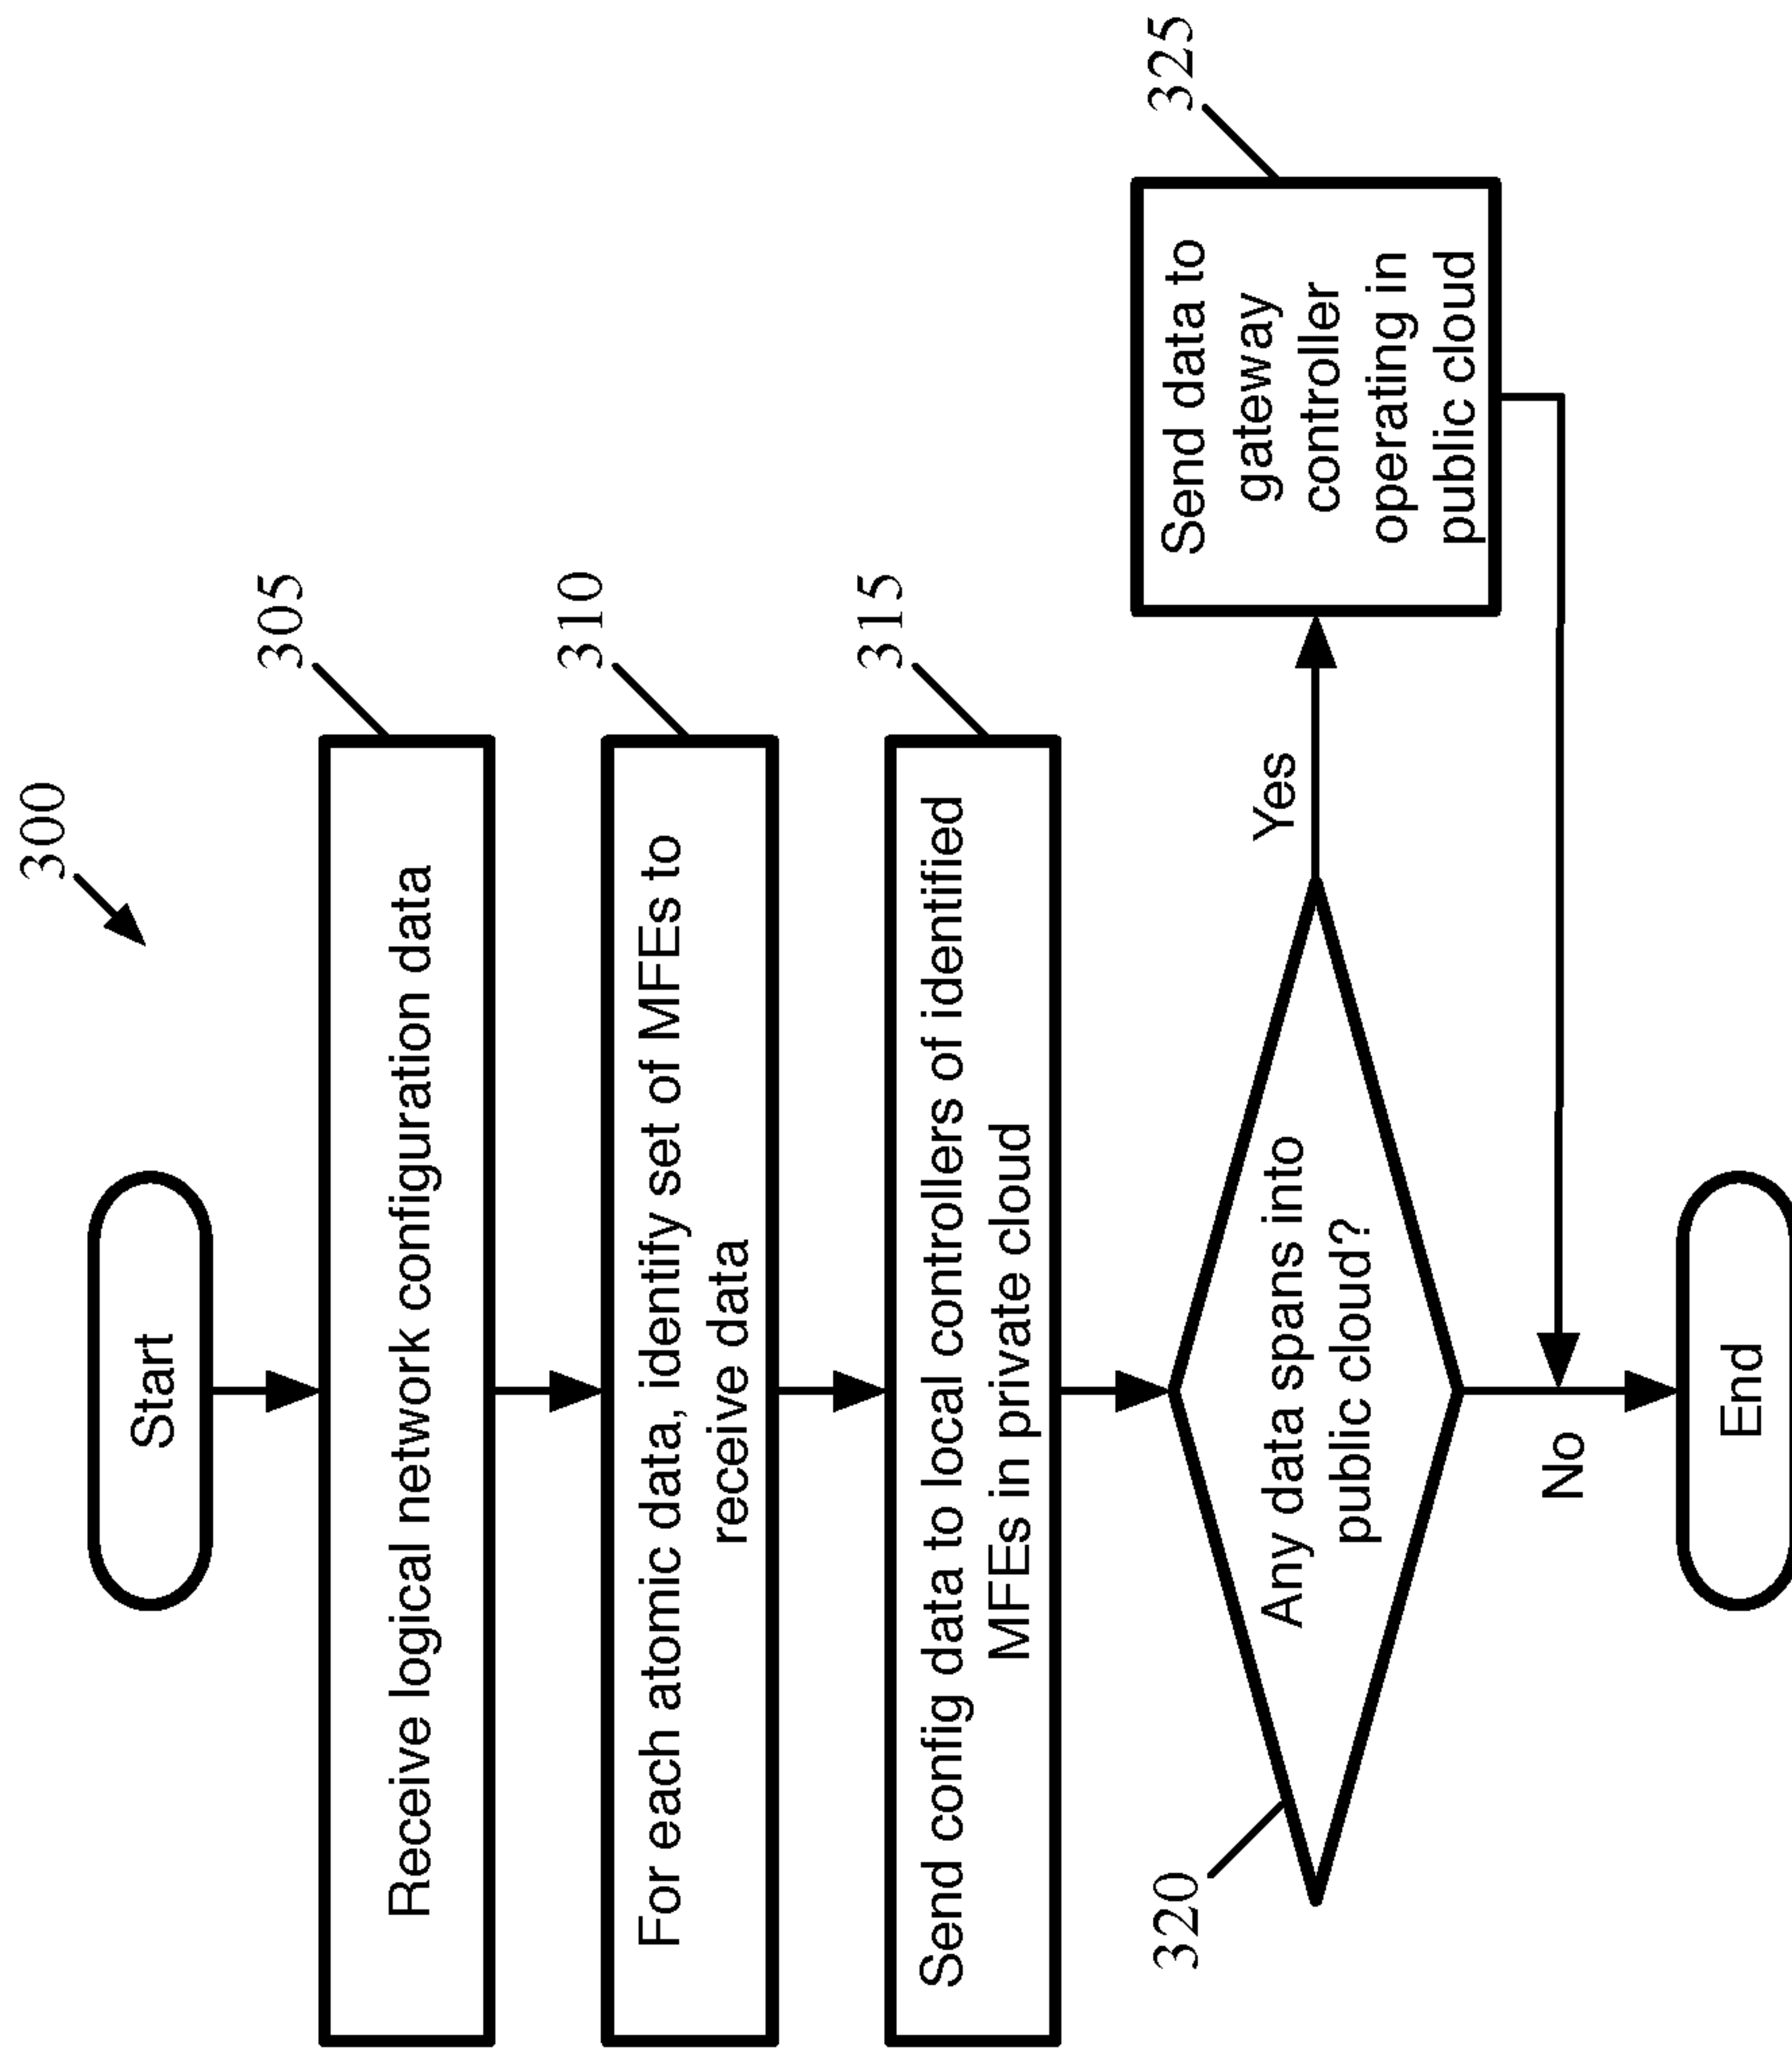 300
Start
305
Receive logical network configuration data
310
For each atomic data, identify set of MFEs to
receive data
315
Send config data to local controllers of identified
MFEs in private cloud
320
Any data spans into
public cloud?
Yes
325
Send data to
gateway
controller
operating in
public cloud
No
End